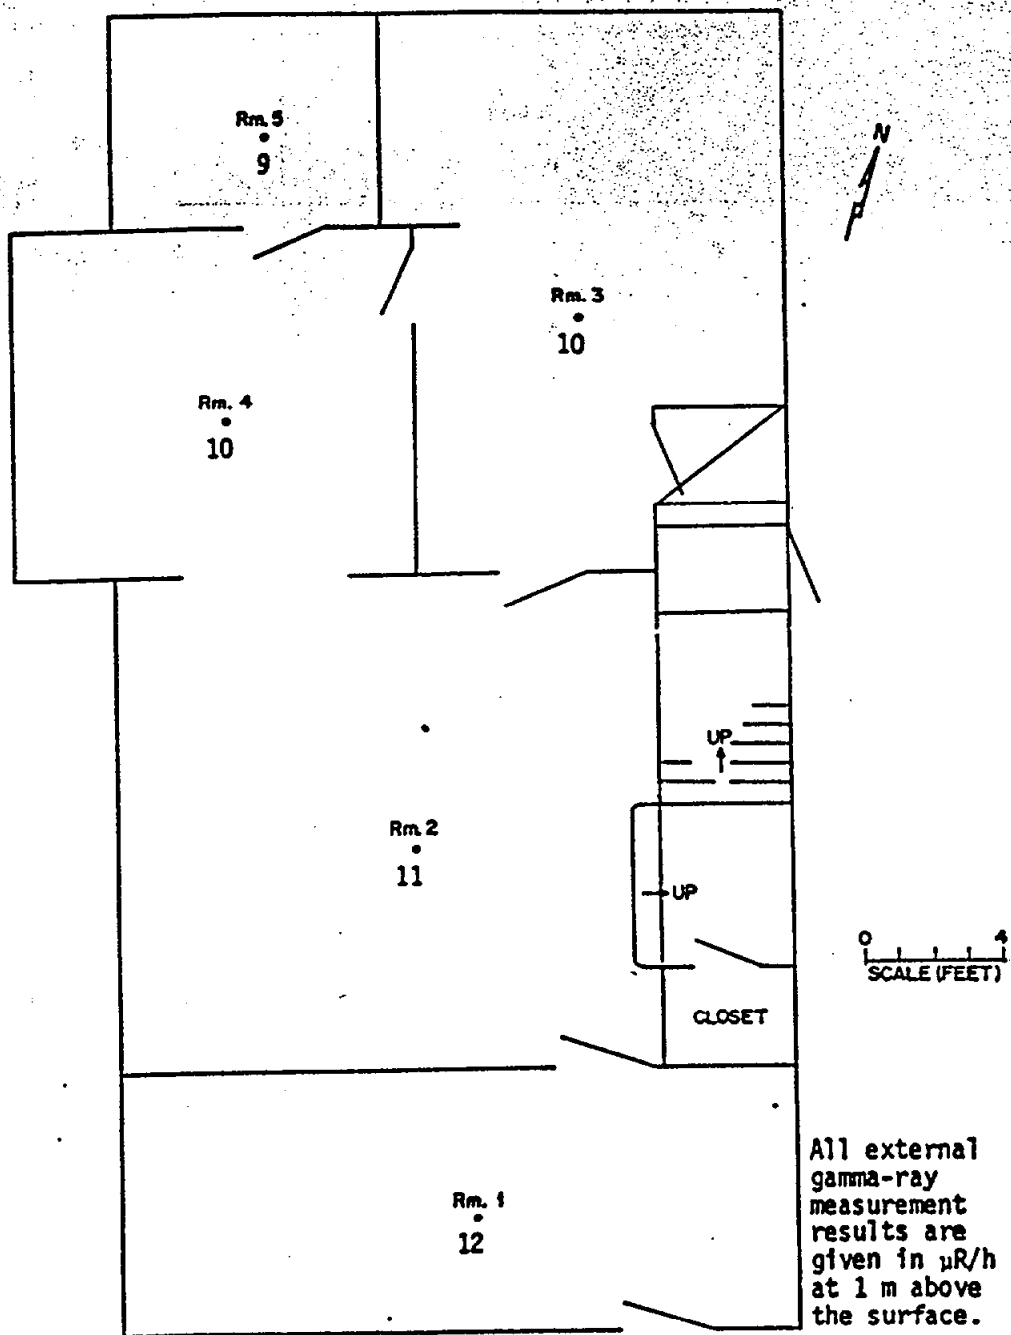 Rm. 5
9
N
Rm. 3
10
Rm. 4
10
UP
Rm. 2
11
UP
0 4
SCALE (FEET)
CLOSET
Rm. 1
12
All external
gamma-ray
measurement
results are
given in µR/h
at 1 m above
the surface.